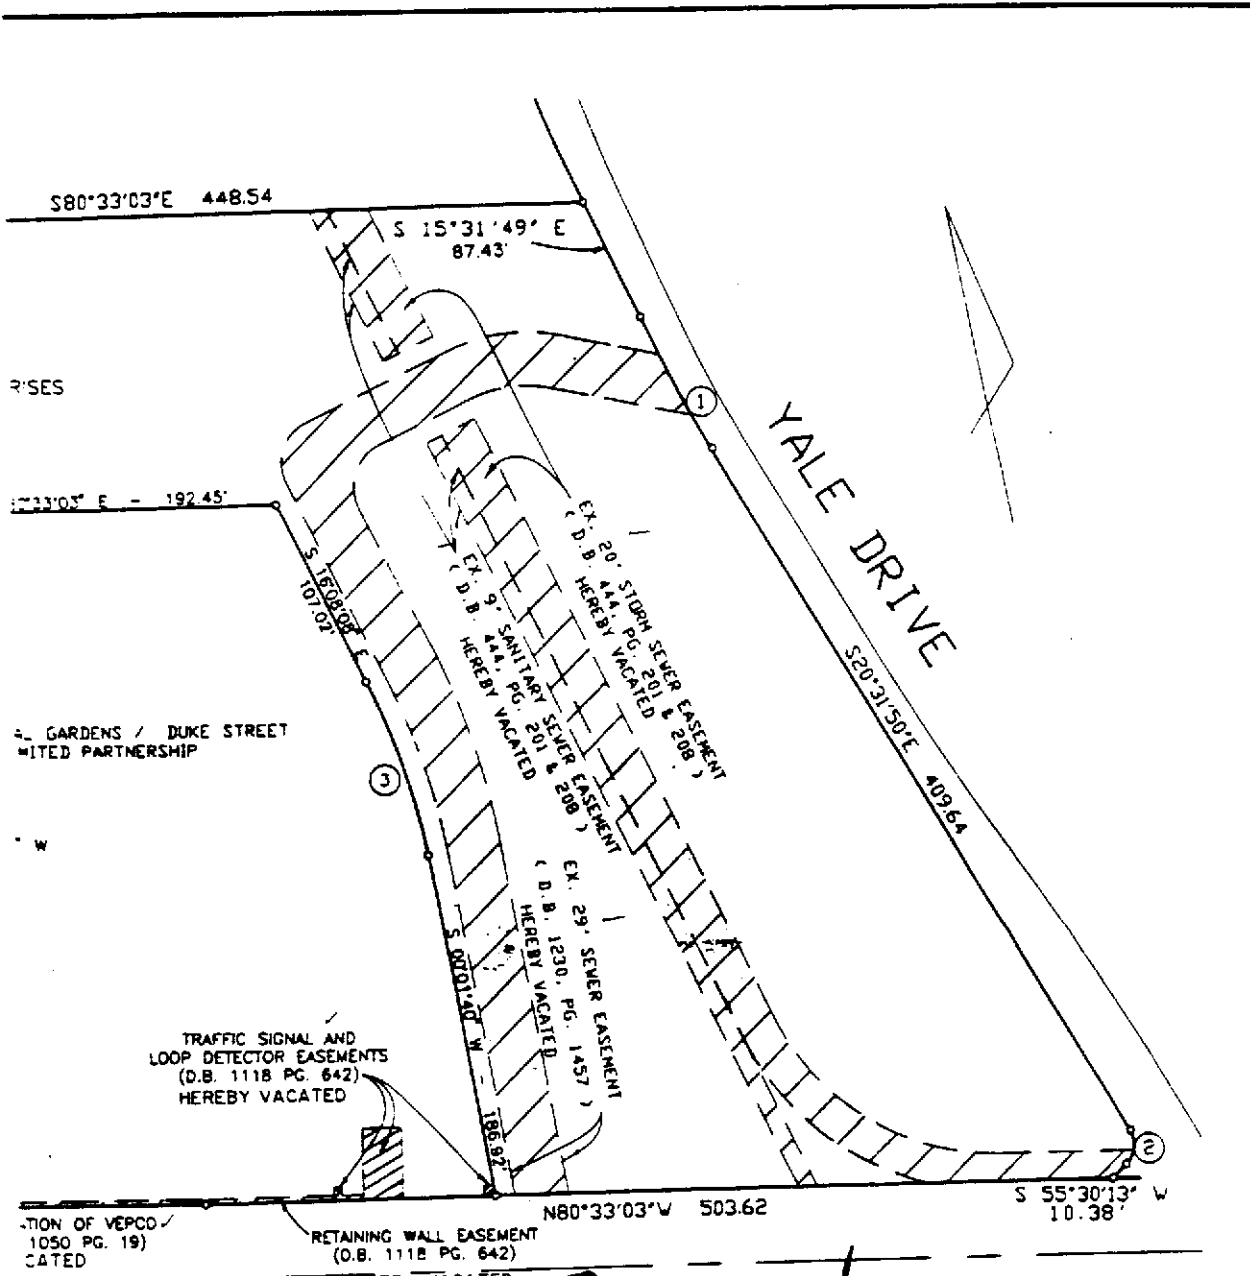 S80°33'03"E 448.54
S 15°31'49" E
87.43'
1
YALE DRIVE
E - 192.45'
S 16°08'08" E
107.02'
EX. 20' STORM SEWER EASEMENT
( D.B. 444, PG. 201 & 208 )
HEREBY VACATED
EX. 9' SANITARY SEWER EASEMENT
( D.B. 444, PG. 201 & 208 )
HEREBY VACATED
S20°31'50"E 409.64
GARDENS / DUKE STREET
PARTNERSHIP
3
W
EX. 29' SEWER EASEMENT
( D.B. 1230, PG. 1457 )
HEREBY VACATED
S 00°01'40" W 186.92'
TRAFFIC SIGNAL AND
LOOP DETECTOR EASEMENTS
(D.B. 1118 PG. 642)
HEREBY VACATED
2
S 55°30'13" W
10.38'
N80°33'03"W 503.62
OF VEPCO
1050 PG. 19)
RETAINING WALL EASEMENT
(D.B. 1118 PG. 642)